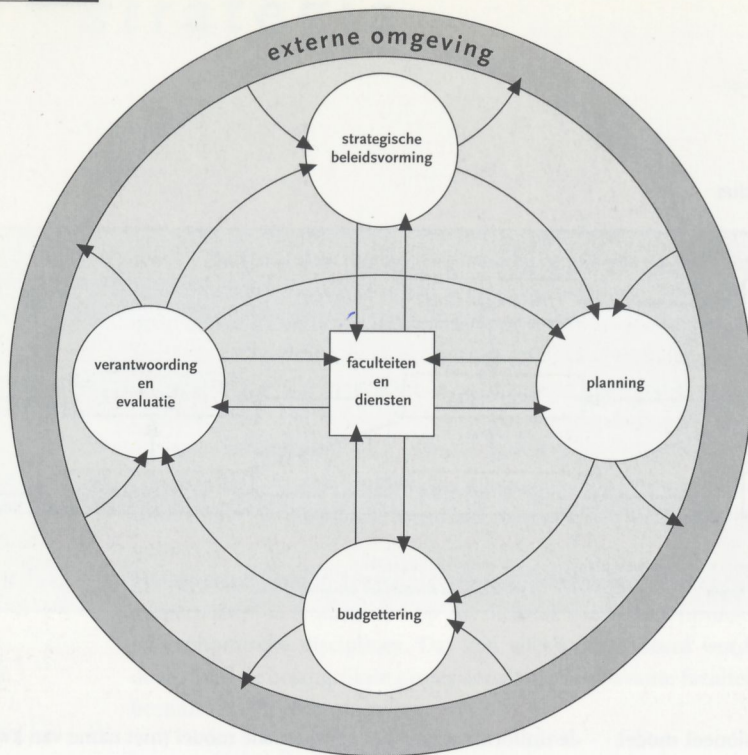 externe omgeving
strategische
beleidsvorming
verantwoording
en
evaluatie
faculteiten
en
diensten
planning
budgettering